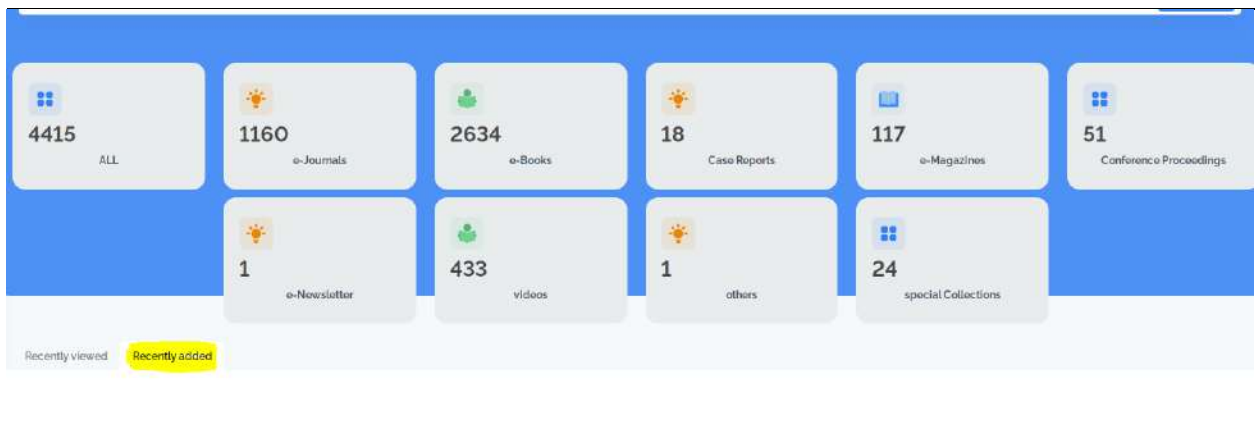 4415
ALL
1160
e-Journals
2634
e-Books
18
Case Reports
117
e-Magazines
51
Conference Proceedings
1
e-Newsletter
433
videos
1
others
24
special Collections
Recently viewed
Recently added